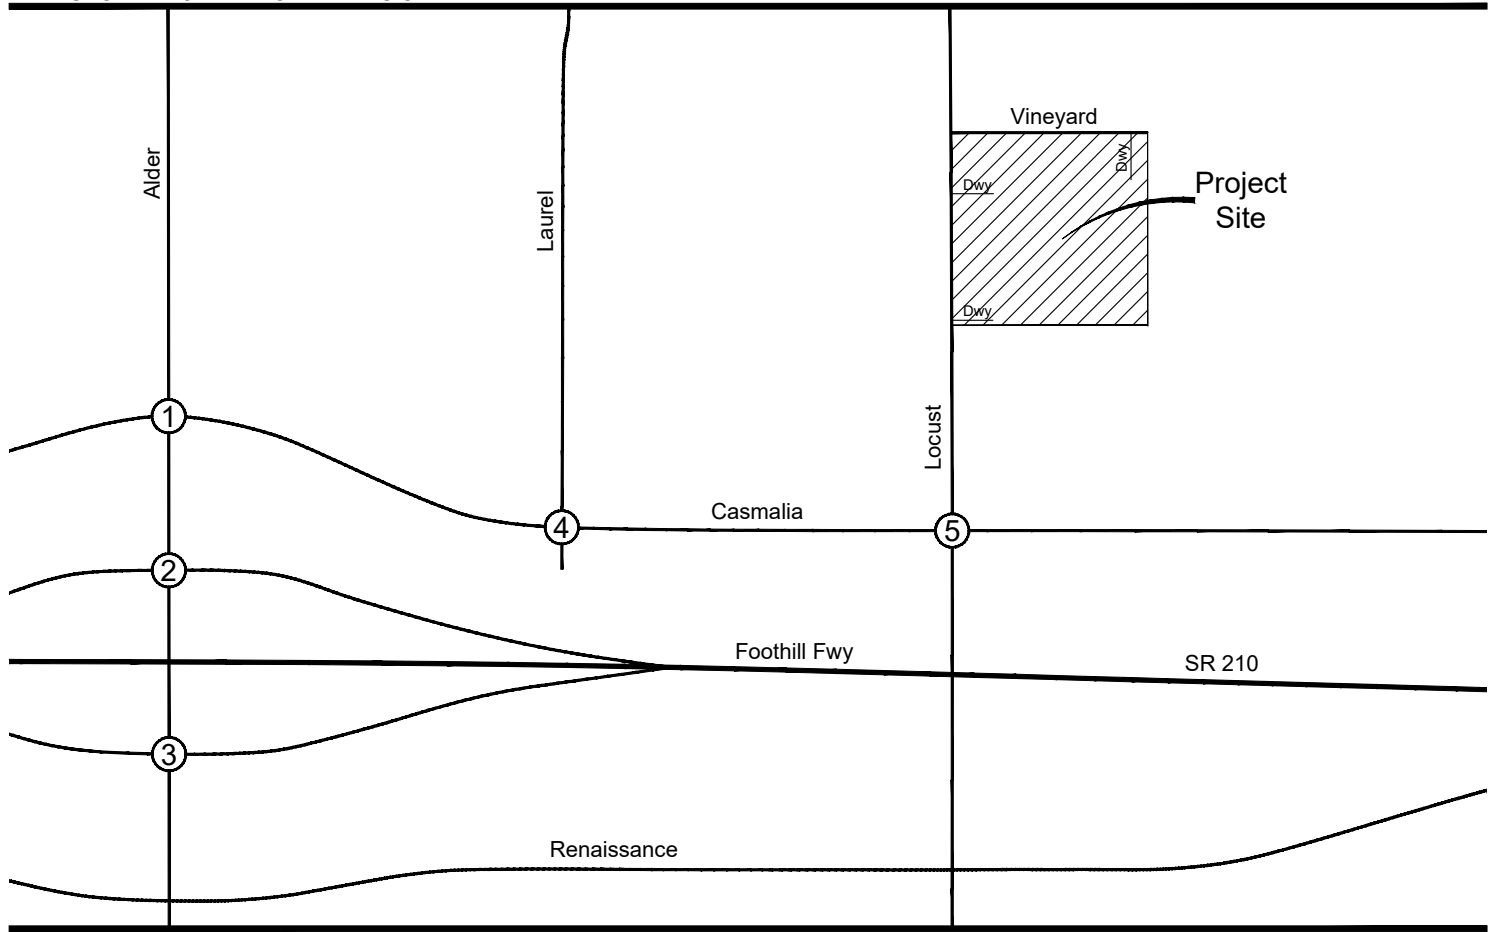 Vineyard
Alder
Dwy
Dwy
Project
Site
Laurel
Dwy
1
Locust
Casmalia
4
5
2
Foothill Fwy
SR 210
3
Renaissance